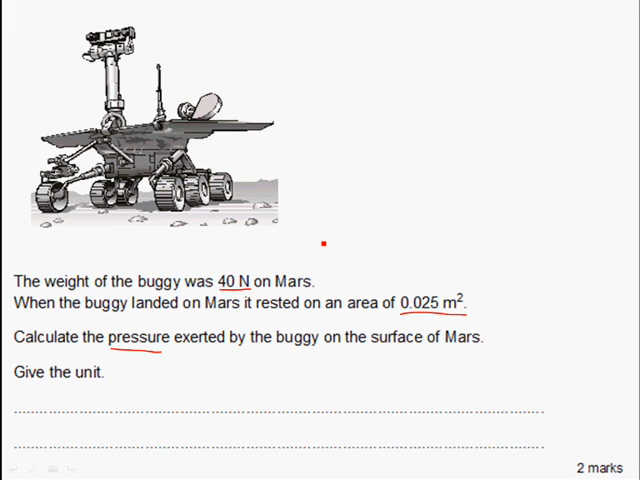 The weight of the buggy was 40 N on Mars.
When the buggy landed on Mars it rested on an area of 0.025 m².
Calculate the pressure exerted by the buggy on the surface of Mars.
Give the unit.
2 marks